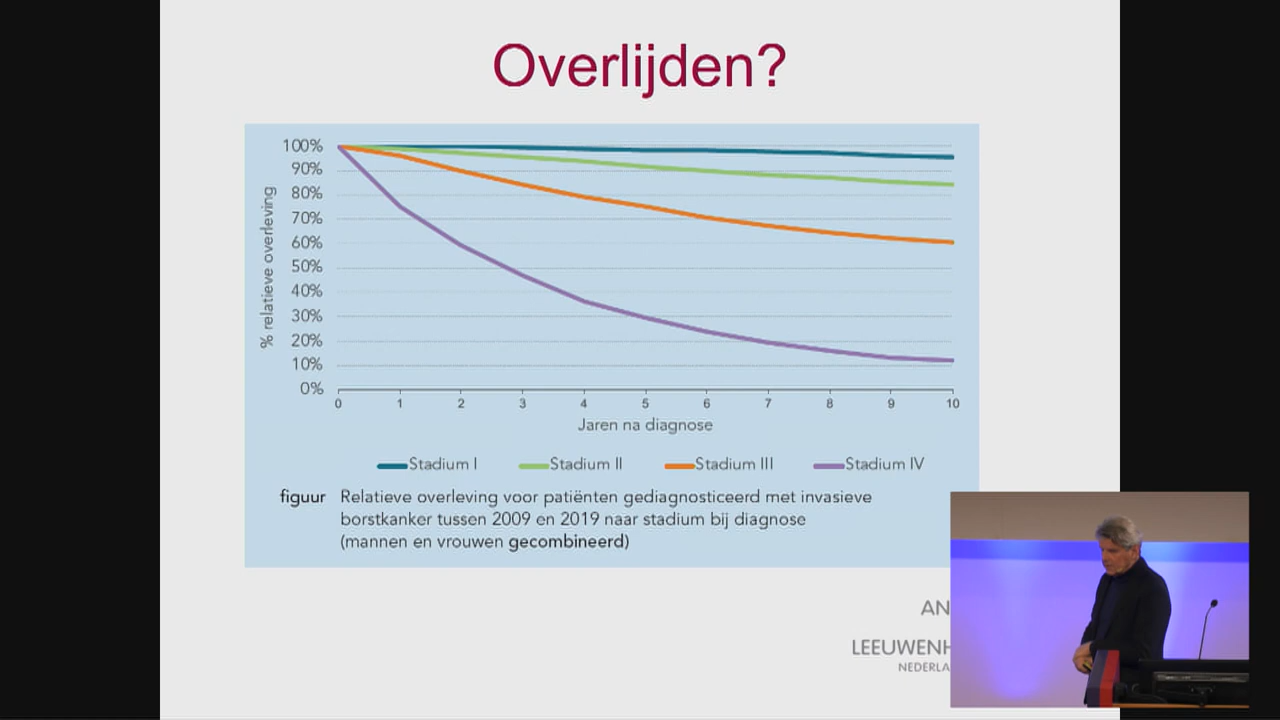 Overlijden?
100%
90%
80%
70%
60%
50%
40%
30%
20%
10%
0%
% relatieve overleving
0 1 2 3 4 5 6 7 8 9 10
Jaren na diagnose
Stadium I Stadium II Stadium III Stadium IV
figuur Relatieve overleving voor patiënten gediagnosticeerd met invasieve
borstkanker tussen 2009 en 2019 naar stadium bij diagnose
(mannen en vrouwen gecombineerd)
AN
LEEUWENH
NEDERLA